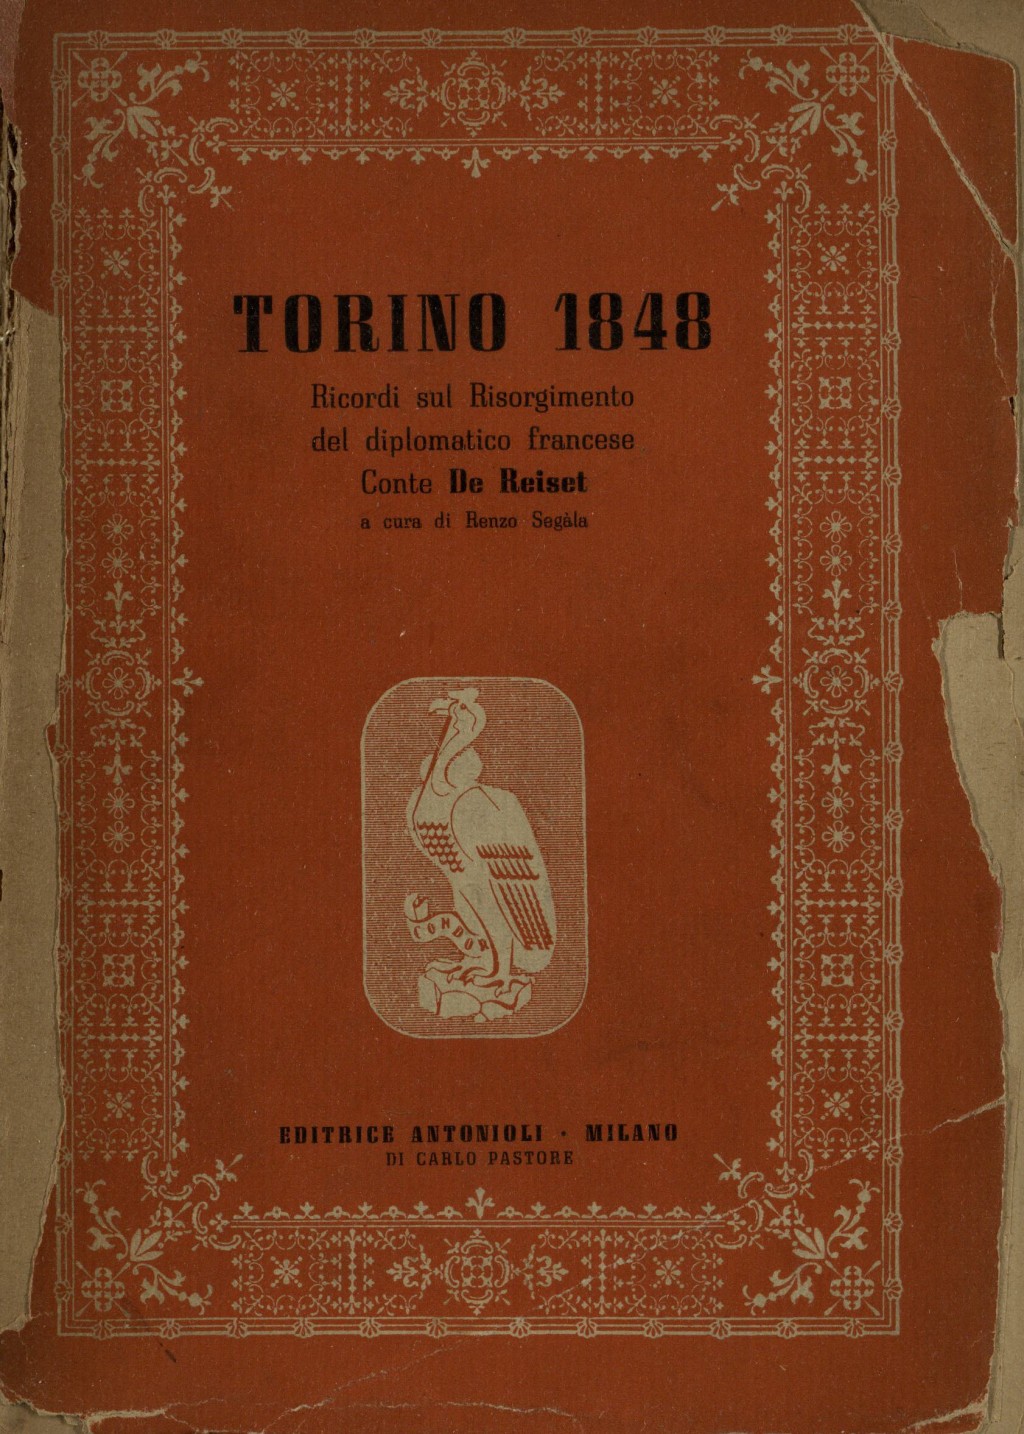 TORINO 1848
Ricordi sul Risorgimento
del diplomatico francese
Conte De Reiset
a cura di Renzo Segàla
CONDOR
EDITRICE ANTONIOLI · MILANO
DI CARLO PASTORE